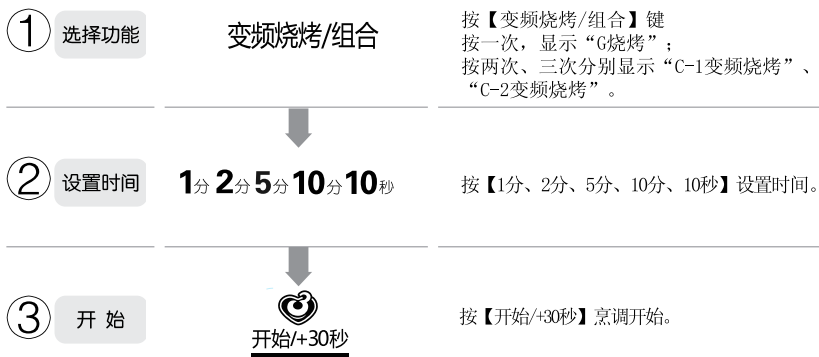 ① 选择功能
变频烧烤/组合
按【变频烧烤/组合】键
按一次，显示“G烧烤”；
按两次、三次分别显示“C-1变频烧烤”、
“C-2变频烧烤”。
② 设置时间
1分 2分 5分 10分 10秒
按【1分、2分、5分、10分、10秒】设置时间。
③ 开 始
开始/+30秒
按【开始/+30秒】烹调开始。